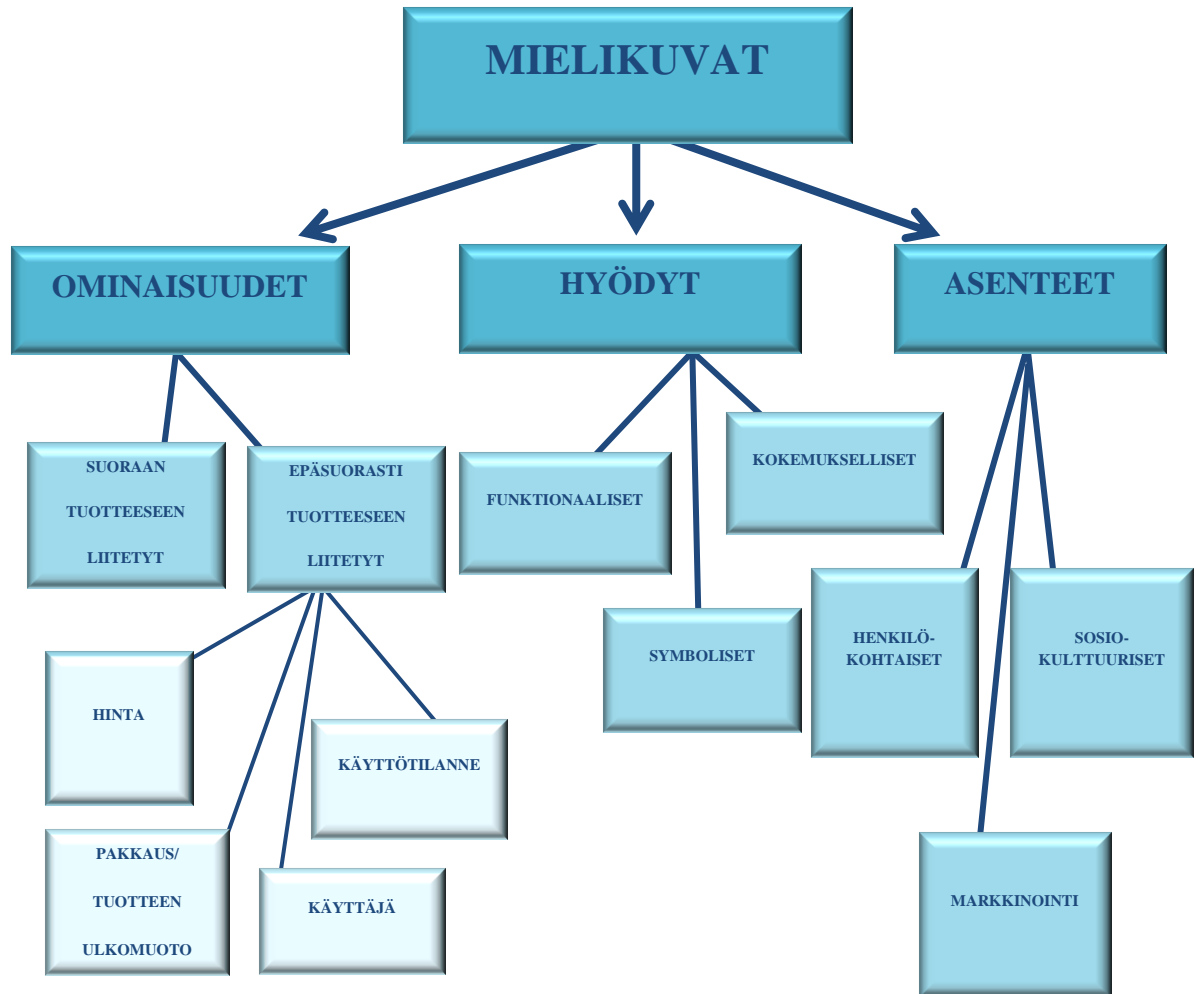 MIELIKUVAT
OMINAISUUDET
HYÖDYT
ASENTEET
SUORAAN
TUOTTEESEEN
LIITETYT
EPÄSUORASTI
TUOTTEESEEN
LIITETYT
FUNKTIONAALISET
KOKEMUKSELLISET
SYMBOLISET
HENKILÖ-
KOHTAISET
SOSIO-
KULTTUURISET
HINTA
KÄYTTÖTILANNE
PAKKAUS/
TUOTTEEN
ULKOMUOTO
KÄYTTÄJÄ
MARKKINOINTI